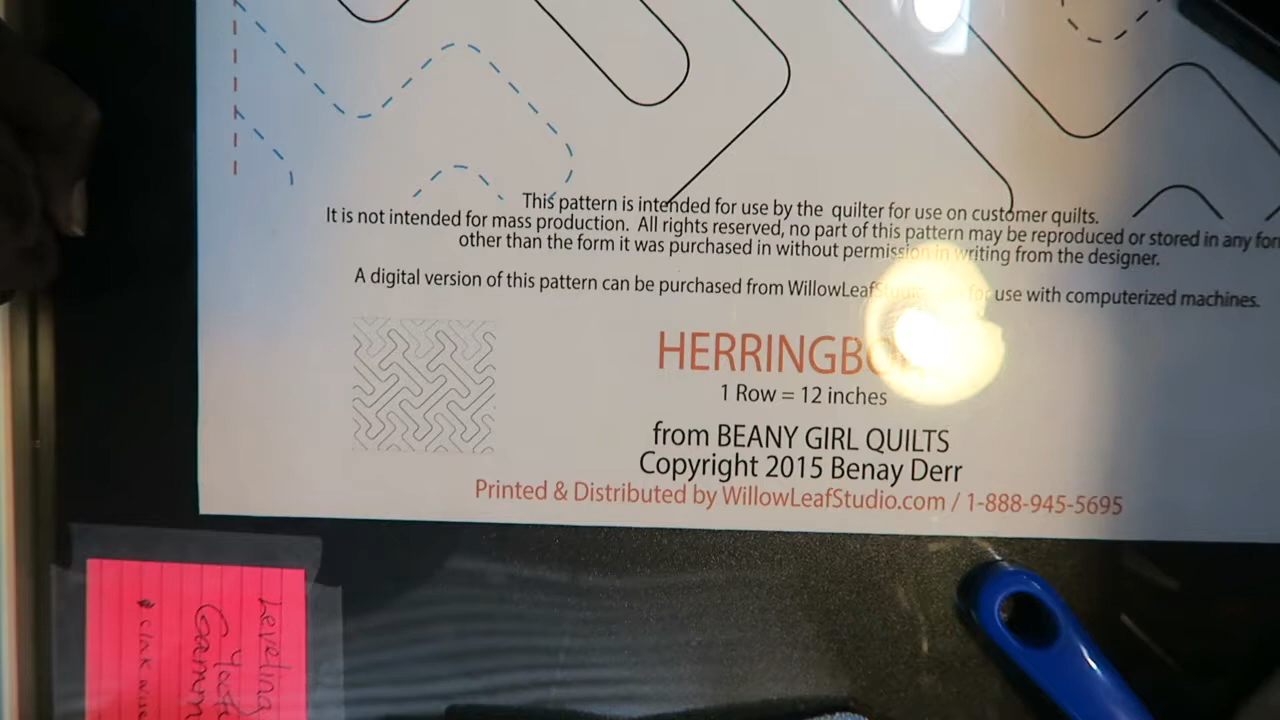 This pattern is intended for use by the quilter for use on customer quilts.
It is not intended for mass production. All rights reserved, no part of this pattern may be reproduced or stored in any
other than the form it was purchased in without permission in writing from the designer.
A digital version of this pattern can be purchased from WillowLeaf use with computerized machines.
HERRINGB
1 Row = 12 inches
from BEANY GIRL QUILTS
Copyright 2015 Benay Derr
Printed & Distributed by WillowLeafStudio.com / 1-888-945-5695
Leveling